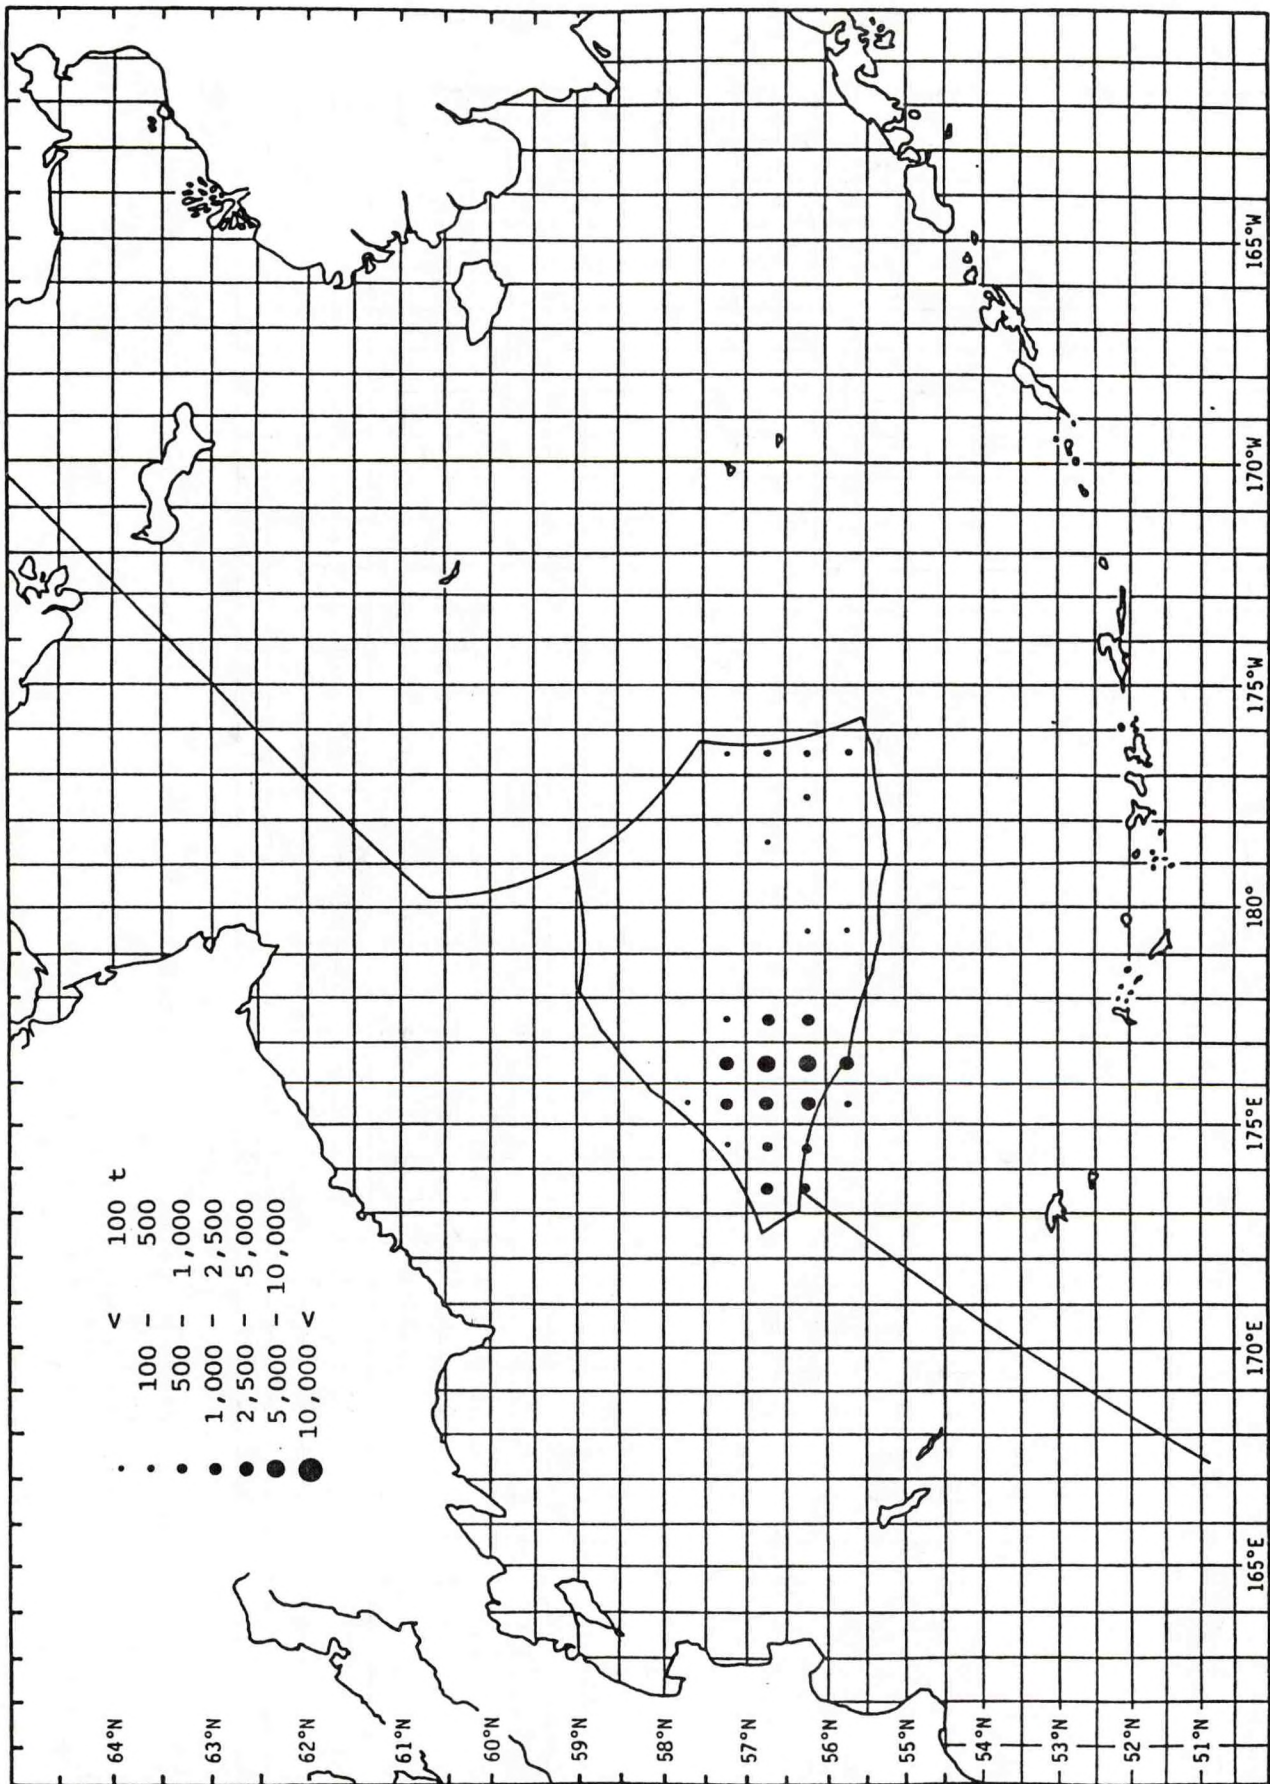 < 100 t
100 - 500
500 - 1,000
1,000 - 2,500
2,500 - 5,000
5,000 - 10,000
10,000 <
64°N
63°N
62°N
61°N
60°N
59°N
58°N
57°N
56°N
55°N
54°N
53°N
52°N
51°N
165°E
170°E
175°E
180°
175°W
170°W
165°W